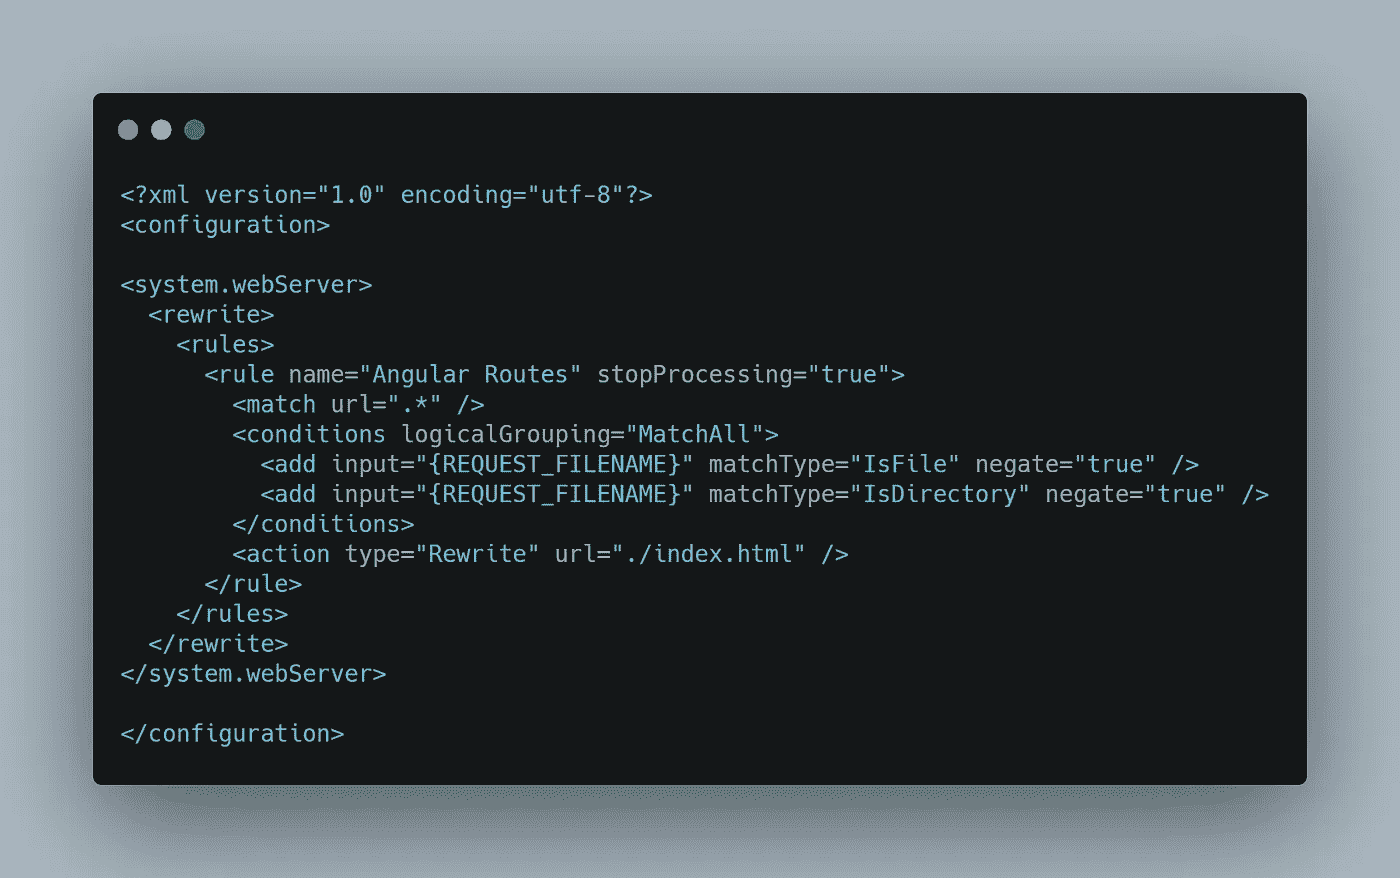 <?xml version="1.0" encoding="utf-8"?>
<configuration>

<system.webServer>
  <rewrite>
    <rules>
      <rule name="Angular Routes" stopProcessing="true">
        <match url=".*" />
        <conditions logicalGrouping="MatchAll">
          <add input="{REQUEST_FILENAME}" matchType="IsFile" negate="true" />
          <add input="{REQUEST_FILENAME}" matchType="IsDirectory" negate="true" />
        </conditions>
        <action type="Rewrite" url="./index.html" />
      </rule>
    </rules>
  </rewrite>
</system.webServer>

</configuration>